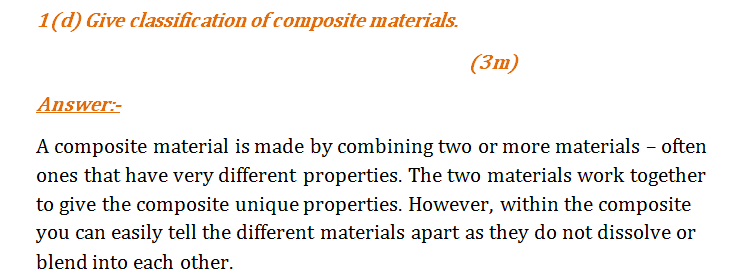 1(d) Give classification of composite materials.
(3m)
Answer:-
A composite material is made by combining two or more materials – often
ones that have very different properties. The two materials work together
to give the composite unique properties. However, within the composite
you can easily tell the different materials apart as they do not dissolve or
blend into each other.